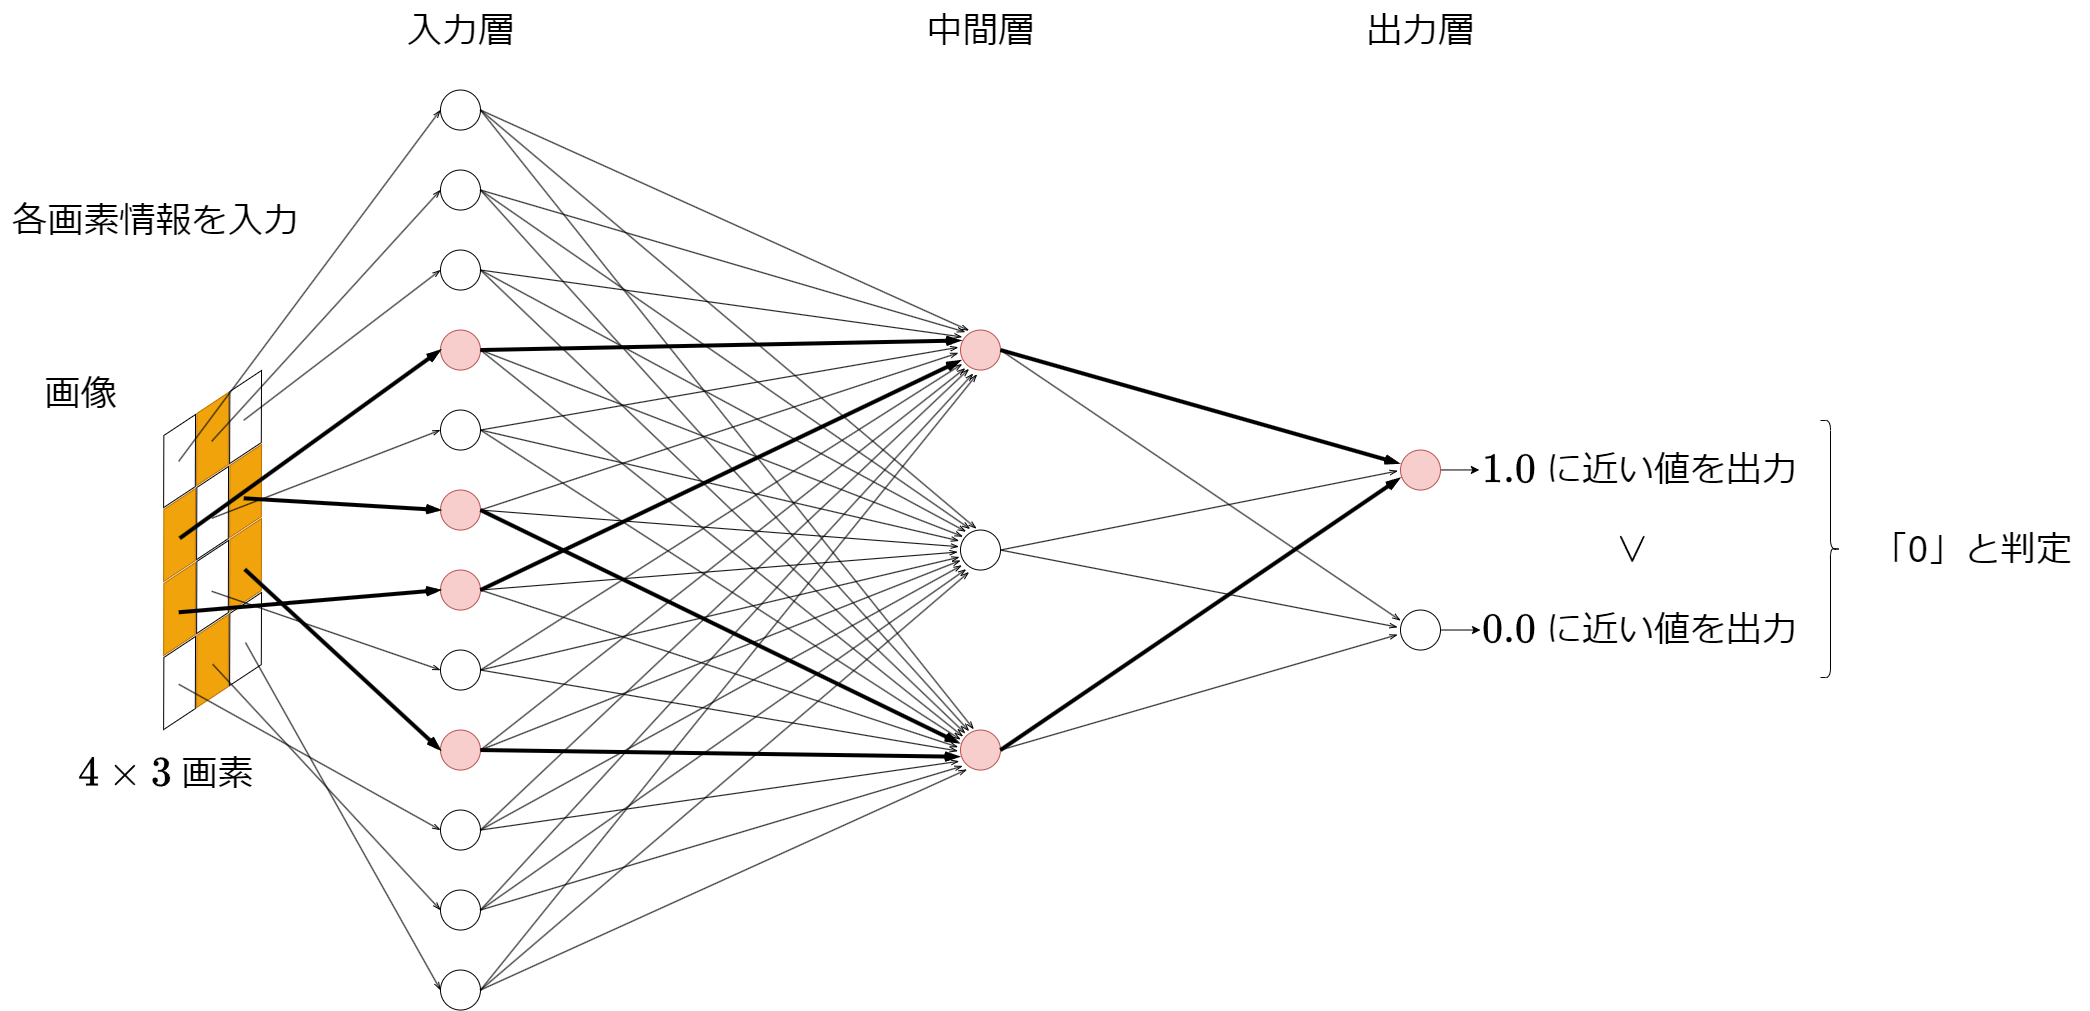 入力層
中間層
出力層
各画素情報を入力
画像
4 × 3 画素
1.0 に近い値を出力
∨
0.0 に近い値を出力
「0」と判定